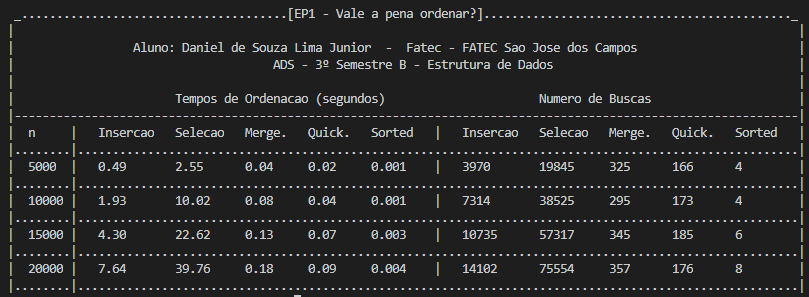 [EP1 - Vale a pena ordenar?]
Aluno: Daniel de Souza Lima Junior - Fatec - FATEC Sao Jose dos Campos
ADS - 3º Semestre B - Estrutura de Dados
Tempos de Ordenacao (segundos) Numero de Buscas
n | Insercao Selecao Merge. Quick. Sorted | Insercao Selecao Merge. Quick. Sorted
5000 | 0.49 2.55 0.04 0.02 0.001 | 3970 19845 325 166 4
10000 | 1.93 10.02 0.08 0.04 0.001 | 7314 38525 295 173 4
15000 | 4.30 22.62 0.13 0.07 0.003 | 10735 57317 345 185 6
20000 | 7.64 39.76 0.18 0.09 0.004 | 14102 75554 357 176 8